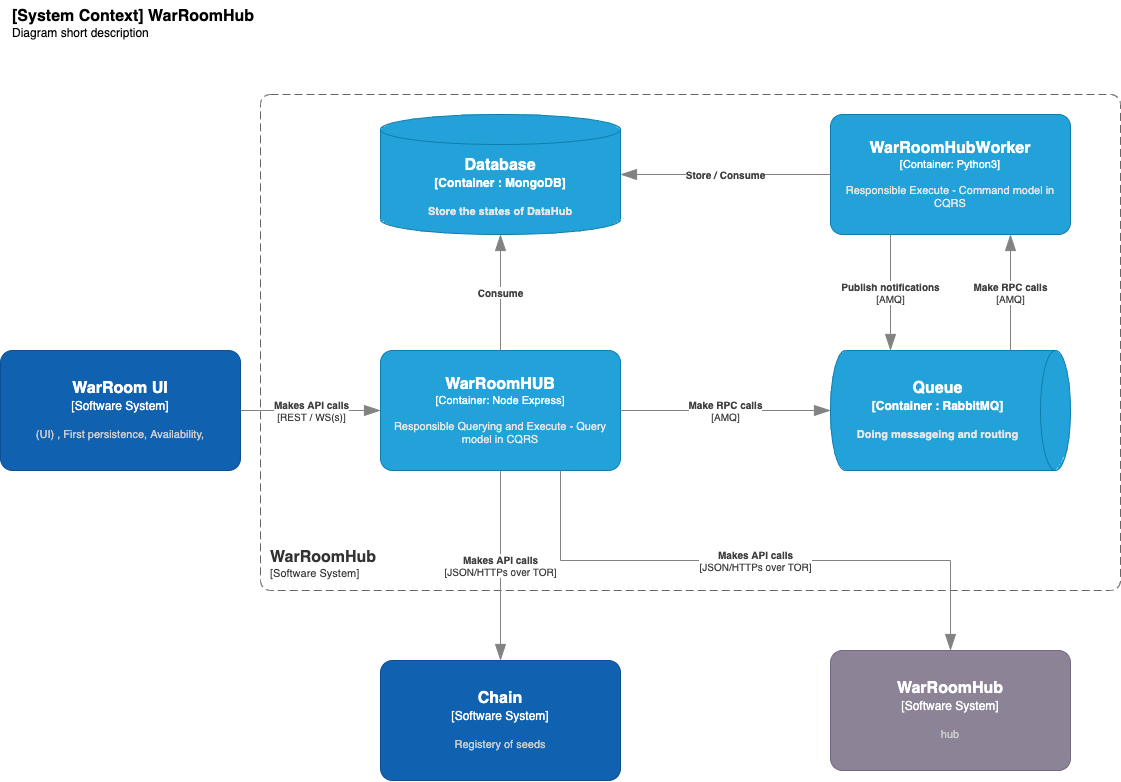 [System Context] WarRoomHub
Diagram short description
Database
[Container : MongoDB]
Store the states of DataHub
WarRoomHubWorker
[Container: Python3]
Responsible Execute - Command model in
CQRS
Store / Consume
Consume
Publish notifications
[AMQ]
Make RPC calls
[AMQ]
WarRoom UI
[Software System]
(UI) , First persistence, Availability,
Makes API calls
[REST / WS(s)]
WarRoomHUB
[Container: Node Express]
Responsible Querying and Execute - Query
model in CQRS
Make RPC calls
[AMQ]
Queue
[Container : RabbitMQ]
Doing messageing and routing
WarRoomHub
[Software System]
Makes API calls
[JSON/HTTPs over TOR]
Makes API calls
[JSON/HTTPs over TOR]
Chain
[Software System]
Registery of seeds
WarRoomHub
[Software System]
hub